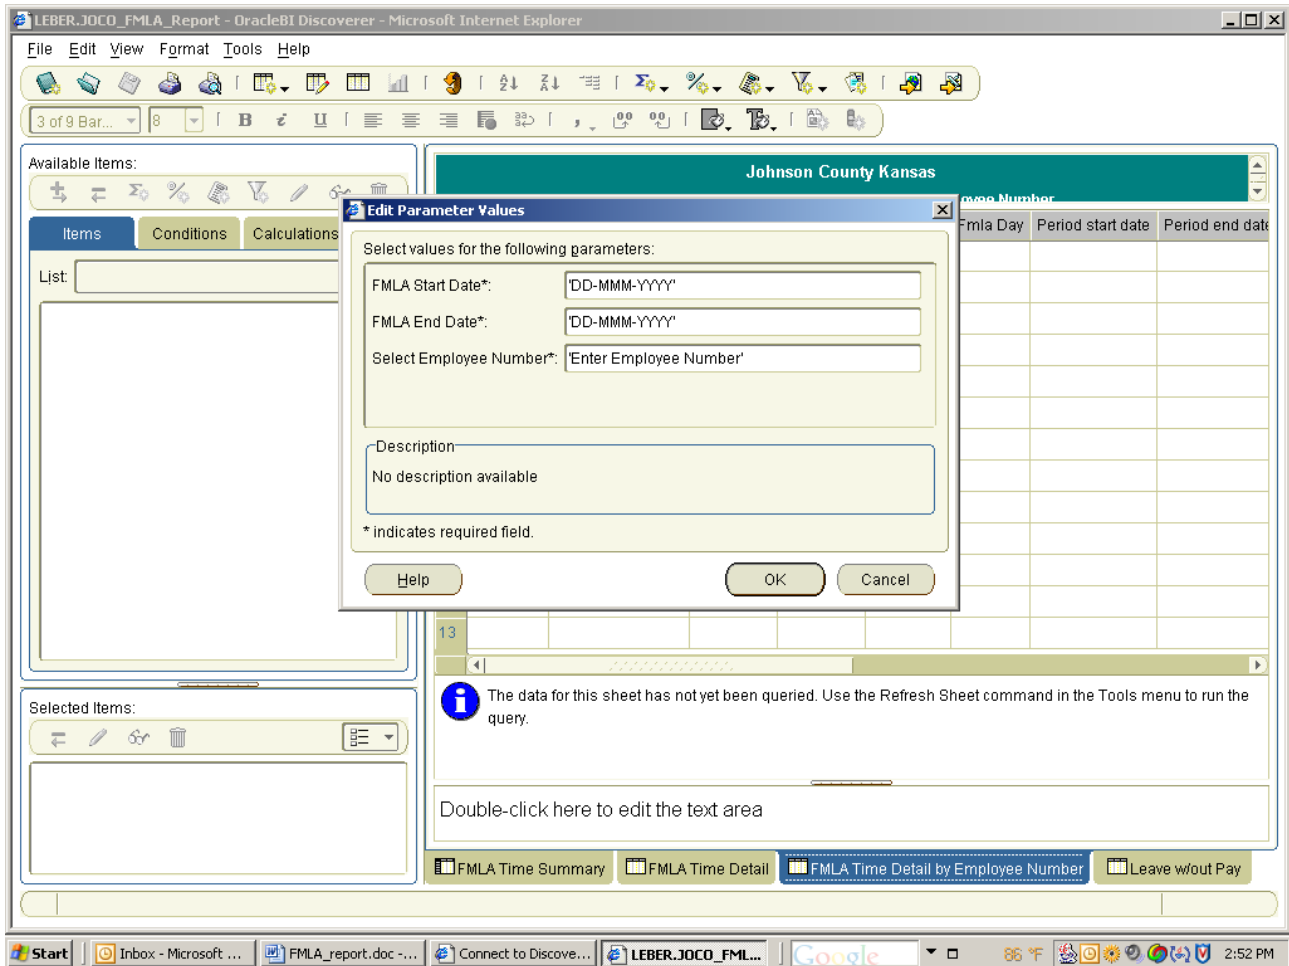 LEBER.JOCO_FMLA_Report - OracleBI Discoverer - Microsoft Internet Explorer
File Edit View Format Tools Help
3 of 9 Bar... 8 B i U
Available Items:
Items Conditions Calculations
List:
Johnson County Kansas
Fmla Day Period start date Period end date
Edit Parameter Values
Select values for the following parameters:
FMLA Start Date*: 'DD-MMM-YYYY'
FMLA End Date*: 'DD-MMM-YYYY'
Select Employee Number*: 'Enter Employee Number'
Description
No description available
* indicates required field.
Help OK Cancel
13
The data for this sheet has not yet been queried. Use the Refresh Sheet command in the Tools menu to run the
query.
Selected Items:
Double-click here to edit the text area
FMLA Time Summary FMLA Time Detail FMLA Time Detail by Employee Number Leave w/out Pay
Start Inbox - Microsoft ... FMLA_report.doc -... Connect to Discove... LEBER.JOCO_FML... Google 86 °F 2:52 PM